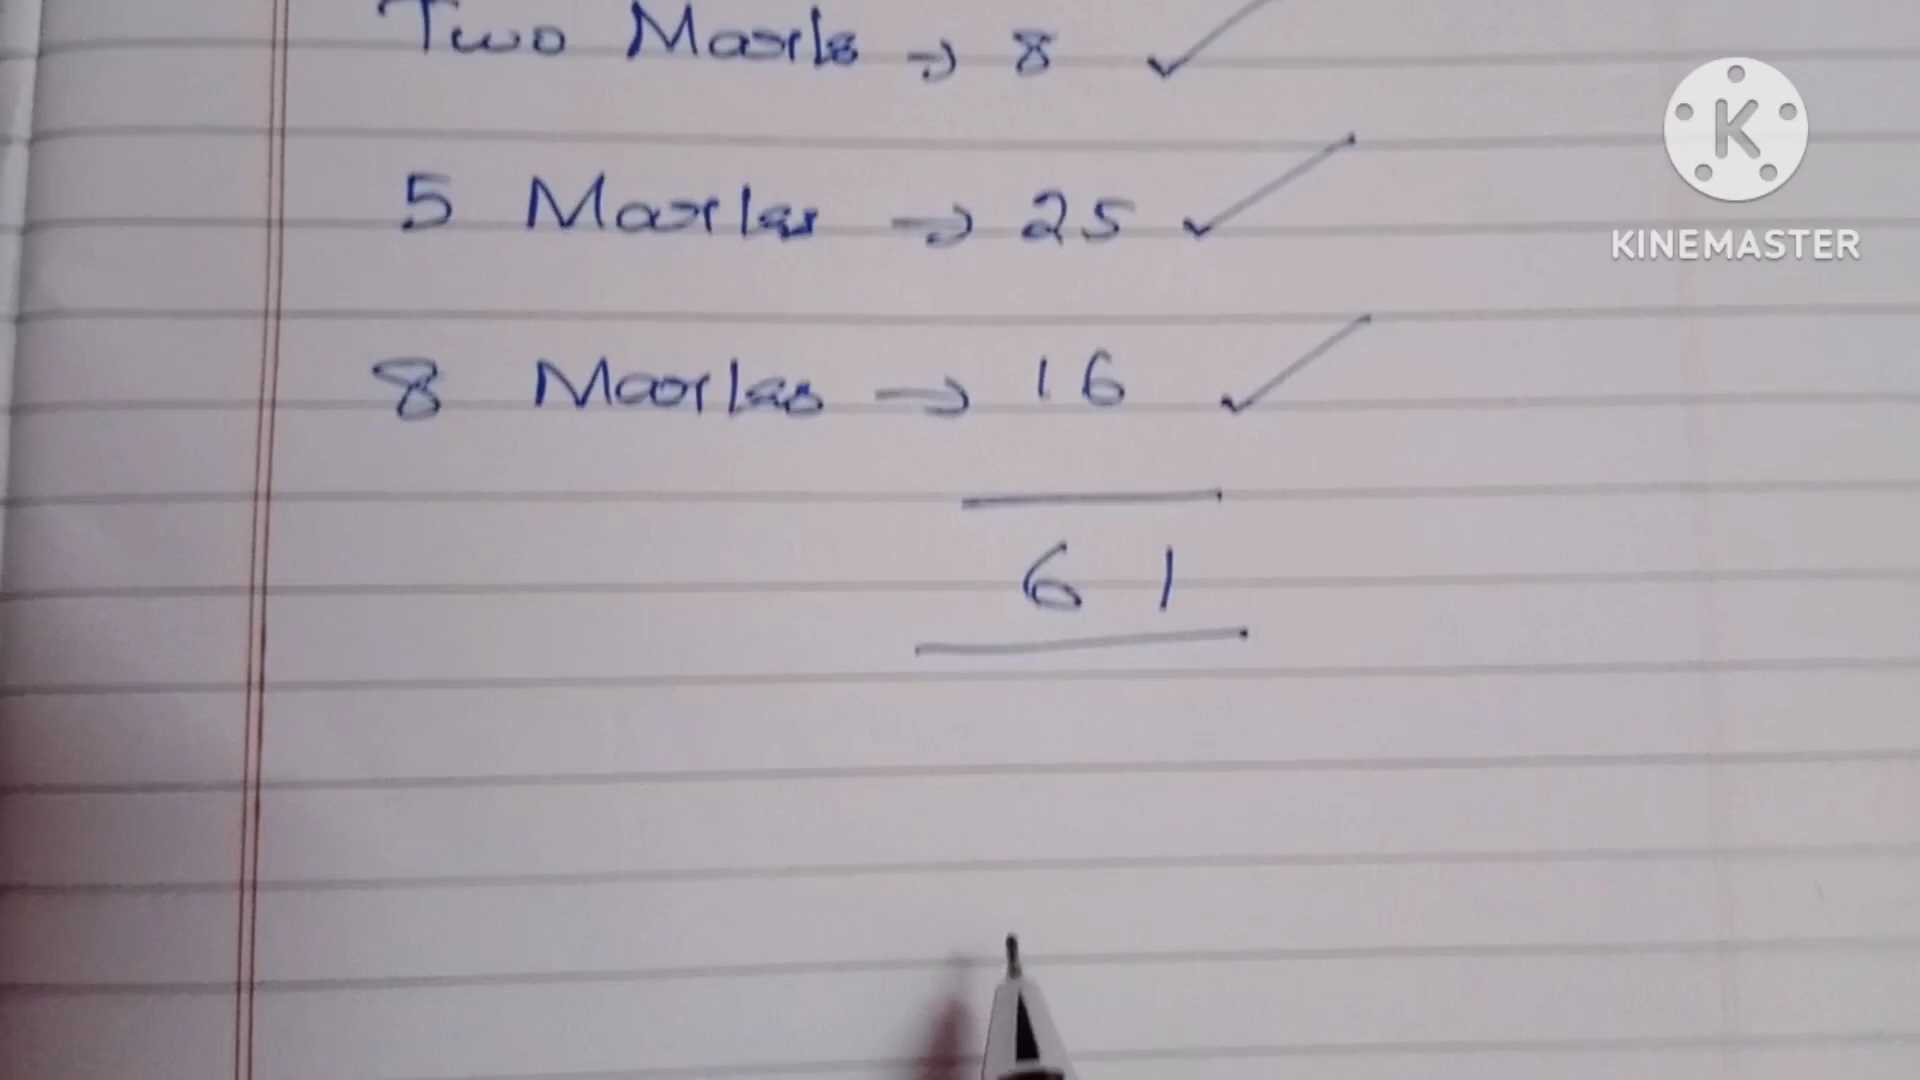 Two Marks → 8 ✓
5 Marks → 25 ✓
8 Marks → 16 ✓
61
K
KINEMASTER